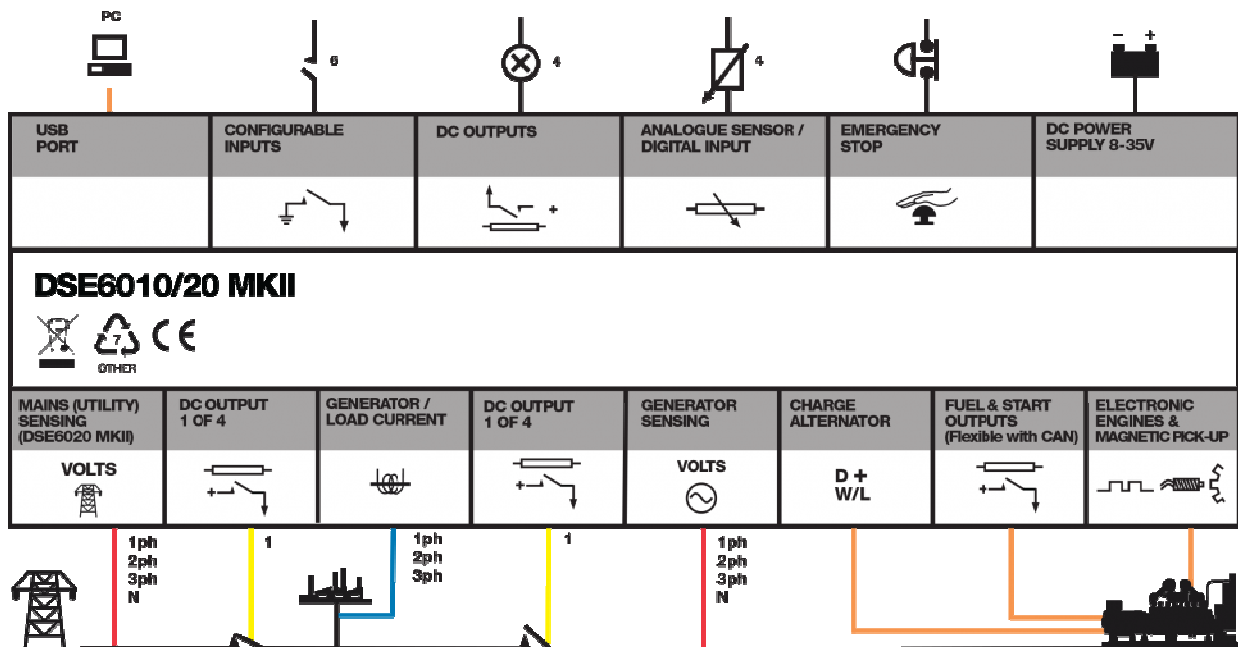 PC
6
4
4
- +
USB
PORT
CONFIGURABLE
INPUTS
DC OUTPUTS
ANALOGUE SENSOR /
DIGITAL INPUT
EMERGENCY
STOP
DC POWER
SUPPLY 8-35V
+
DSE6010/20 MKII
7
CE
OTHER
MAINS (UTILITY)
SENSING
(DSE6020 MKII)
DC OUTPUT
1 OF 4
GENERATOR /
LOAD CURRENT
DC OUTPUT
1 OF 4
GENERATOR
SENSING
CHARGE
ALTERNATOR
FUEL & START
OUTPUTS
(Flexible with CAN)
ELECTRONIC
ENGINES &
MAGNETIC PICK-UP
VOLTS
+
+
VOLTS
D +
W/L
+
1ph
2ph
3ph
N
1
1ph
2ph
3ph
1
1ph
2ph
3ph
N